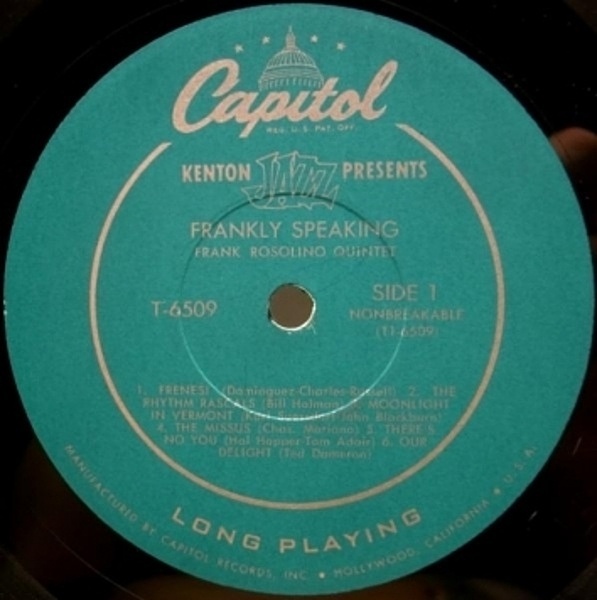 Capitol
REG. U.S. PAT. OFF.
KENTON JAZZ PRESENTS
FRANKLY SPEAKING
FRANK ROSOLINO QUINTET
T-6509
SIDE 1
NONBREAKABLE
(T1-6509)
1. FRENESI (Dominguez-Charles-Russell) 2. THE
RHYTHM RASCALS (Bill Holman) 3. MOONLIGHT
IN VERMONT John Blackburn)
4. THE MISSUS (Chas. Mariano) 5. THERE'S
NO YOU (Hal Hopper-Tom Adair) 6. OUR
DELIGHT (Tad Dameron)
LONG PLAYING
MANUFACTURED BY CAPITOL RECORDS, INC. • HOLLYWOOD, CALIFORNIA • U.S.A.